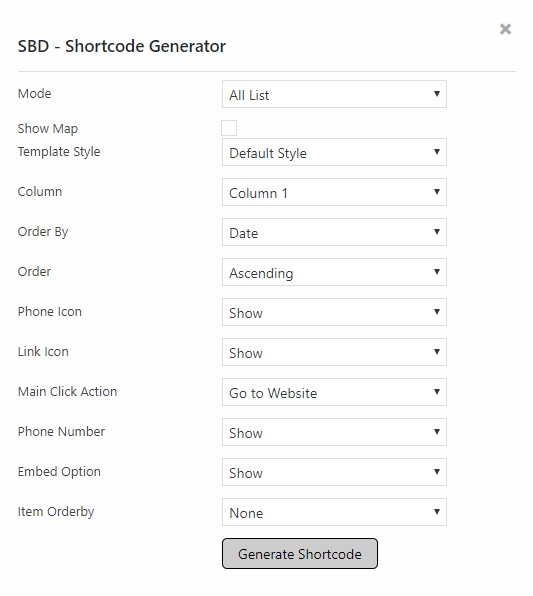 SBD - Shortcode Generator
Mode All List
Show Map
Template Style Default Style
Column Column 1
Order By Date
Order Ascending
Phone Icon Show
Link Icon Show
Main Click Action Go to Website
Phone Number Show
Embed Option Show
Item Orderby None
Generate Shortcode